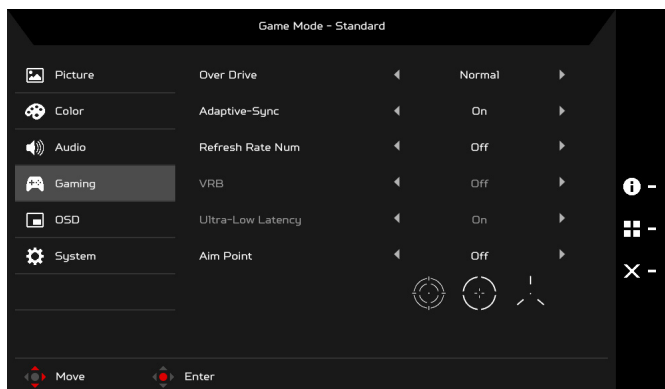 Game Mode - Standard
Picture
Over Drive Normal
Color
Adaptive-Sync On
Audio
Refresh Rate Num Off
Gaming
VRB Off
OSD
Ultra-Low Latency On
System
Aim Point Off
Move Enter